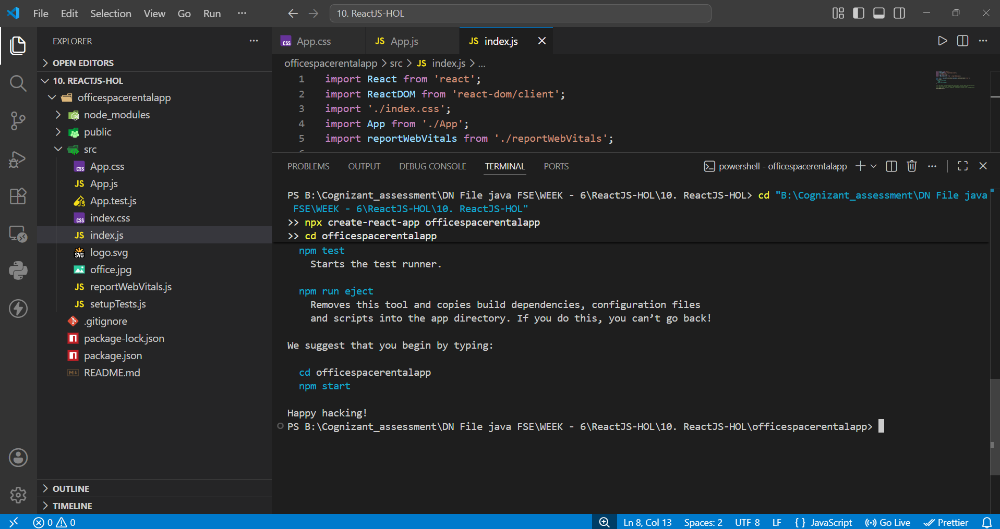 File Edit Selection View Go Run ···
10. ReactJS-HOL
EXPLORER
OPEN EDITORS
10. REACTJS-HOL
officespacerentalapp
node_modules
public
src
App.css
App.js
App.test.js
index.css
index.js
logo.svg
office.jpg
reportWebVitals.js
setupTests.js
.gitignore
package-lock.json
package.json
README.md
OUTLINE
TIMELINE
App.css
JS App.js
JS index.js
officespacerentalapp > src > JS index.js > ...
1 import React from 'react';
2 import ReactDOM from 'react-dom/client';
3 import './index.css';
4 import App from './App';
5 import reportWebVitals from './reportWebVitals';
PROBLEMS OUTPUT DEBUG CONSOLE TERMINAL PORTS
powershell - officespacerentalapp
PS B:\Cognizant_assessment\DN File java FSE\WEEK - 6\ReactJS-HOL\10. ReactJS-HOL> cd "B:\Cognizant_assessment\DN File java
FSE\WEEK - 6\ReactJS-HOL\10. ReactJS-HOL"
>> npx create-react-app officespacerentalapp
>> cd officespacerentalapp
npm test
Starts the test runner.
npm run eject
Removes this tool and copies build dependencies, configuration files
and scripts into the app directory. If you do this, you can’t go back!
We suggest that you begin by typing:
cd officespacerentalapp
npm start
Happy hacking!
PS B:\Cognizant_assessment\DN File java FSE\WEEK - 6\ReactJS-HOL\10. ReactJS-HOL\officespacerentalapp>
0 0
Ln 8, Col 13 Spaces: 2 UTF-8 LF { } JavaScript Go Live Prettier